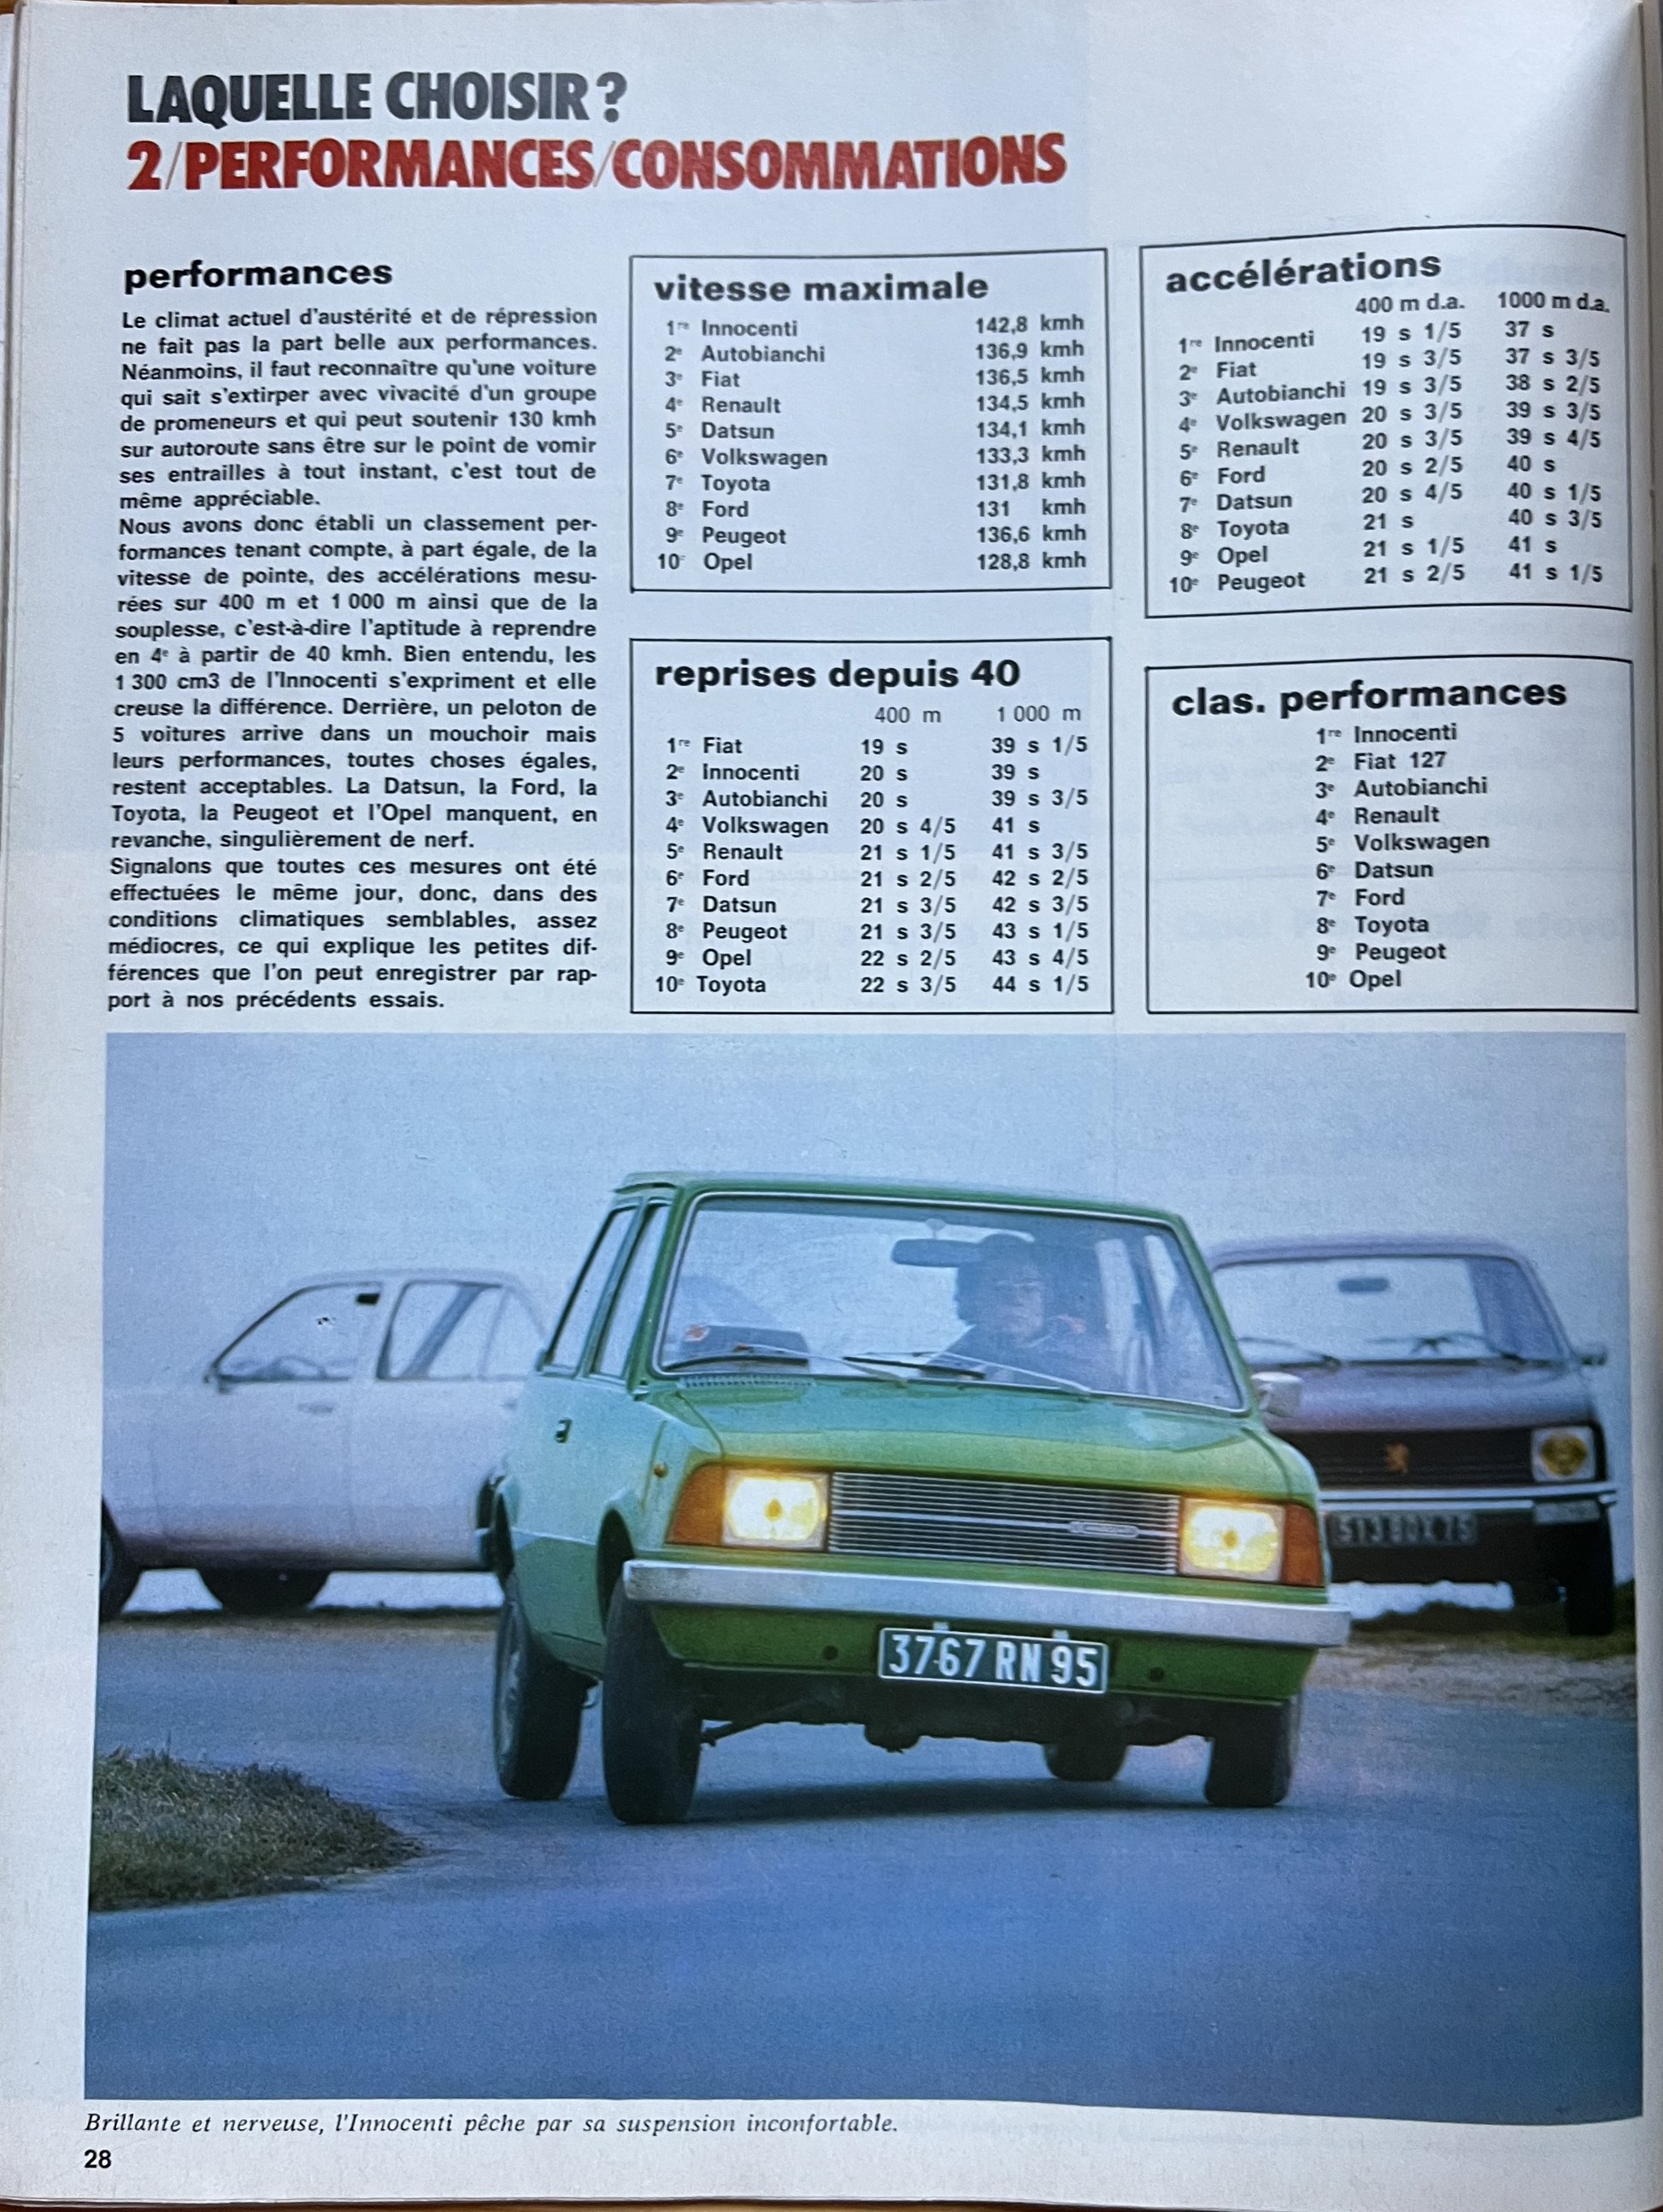 LAQUELLE CHOISIR ?
2/PERFORMANCES/CONSOMMATIONS
performances
Le climat actuel d'austérité et de répression
ne fait pas la part belle aux performances.
Néanmoins, il faut reconnaître qu'une voiture
qui sait s'extirper avec vivacité d'un groupe
de promeneurs et qui peut soutenir 130 kmh
sur autoroute sans être sur le point de vomir
ses entrailles à tout instant, c'est tout de
même appréciable.
Nous avons donc établi un classement per-
formances tenant compte, à part égale, de la
vitesse de pointe, des accélérations mesu-
rées sur 400 m et 1 000 m ainsi que de la
souplesse, c'est-à-dire l'aptitude à reprendre
en 4e à partir de 40 kmh. Bien entendu, les
1 300 cm3 de l'Innocenti s'expriment et elle
creuse la différence. Derrière, un peloton de
5 voitures arrive dans un mouchoir mais
leurs performances, toutes choses égales,
restent acceptables. La Datsun, la Ford, la
Toyota, la Peugeot et l'Opel manquent, en
revanche, singulièrement de nerf.
Signalons que toutes ces mesures ont été
effectuées le même jour, donc, dans des
conditions climatiques semblables, assez
médiocres, ce qui explique les petites dif-
férences que l'on peut enregistrer par rap-
port à nos précédents essais.
vitesse maximale
1re Innocenti 142,8 kmh
2e Autobianchi 136,9 kmh
3e Fiat 136,5 kmh
4e Renault 134,5 kmh
5e Datsun 134,1 kmh
6e Volkswagen 133,3 kmh
7e Toyota 131,8 kmh
8e Ford 131 kmh
9e Peugeot 136,6 kmh
10e Opel 128,8 kmh
accélérations
400 m d.a. 1000 m d.a.
1re Innocenti 19 s 1/5 37 s
2e Fiat 19 s 3/5 37 s 3/5
3e Autobianchi 19 s 3/5 38 s 2/5
4e Volkswagen 20 s 3/5 39 s 3/5
5e Renault 20 s 3/5 39 s 4/5
6e Ford 20 s 2/5 40 s
7e Datsun 20 s 4/5 40 s 1/5
8e Toyota 21 s 40 s 3/5
9e Opel 21 s 1/5 41 s
10e Peugeot 21 s 2/5 41 s 1/5
reprises depuis 40
400 m 1 000 m
1re Fiat 19 s 39 s 1/5
2e Innocenti 20 s 39 s
3e Autobianchi 20 s 39 s 3/5
4e Volkswagen 20 s 4/5 41 s
5e Renault 21 s 1/5 41 s 3/5
6e Ford 21 s 2/5 42 s 2/5
7e Datsun 21 s 3/5 42 s 3/5
8e Peugeot 21 s 3/5 43 s 1/5
9e Opel 22 s 2/5 43 s 4/5
10e Toyota 22 s 3/5 44 s 1/5
clas. performances
1re Innocenti
2e Fiat 127
3e Autobianchi
4e Renault
5e Volkswagen
6e Datsun
7e Ford
8e Toyota
9e Peugeot
10e Opel
3767 RN 95
Brillante et nerveuse, l'Innocenti pêche par sa suspension inconfortable.
28